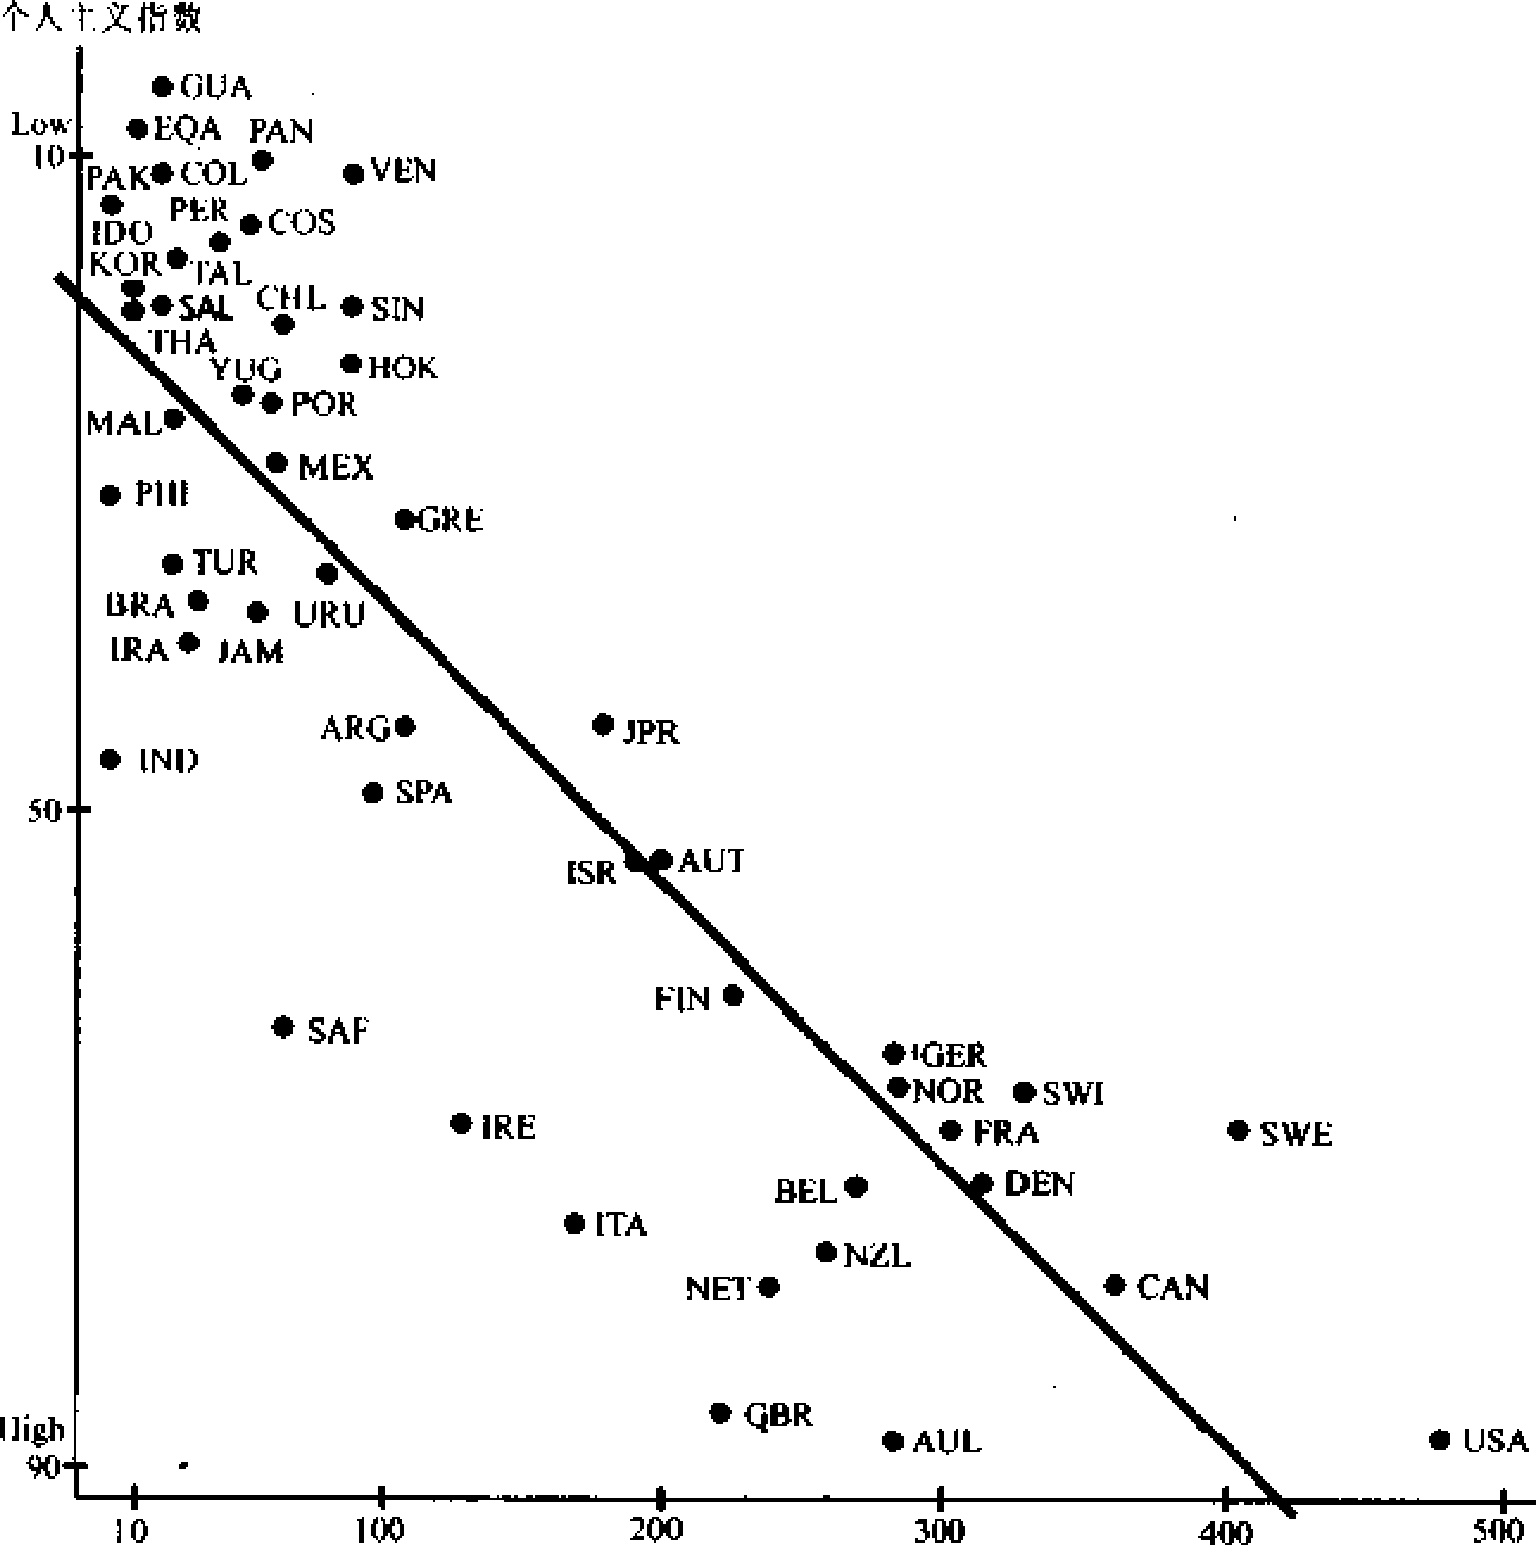 个人主义指数
GUA
Low
EQA PAN
10
PAK COL VEN
PER COS
IDO
KOR TAL
SAL CHL SIN
THA
YUG HOK
MAL POR
MEX
PHI
GRE
TUR
BRA URU
IRA JAM
ARG JPR
IND
SPA
50
ISR AUT
FIN
SAF
GER
NOR SWI
IRE FRA SWE
BEL DEN
ITA
NZL
NET CAN
GBR
High AUL USA
90
10 100 200 300 400 500